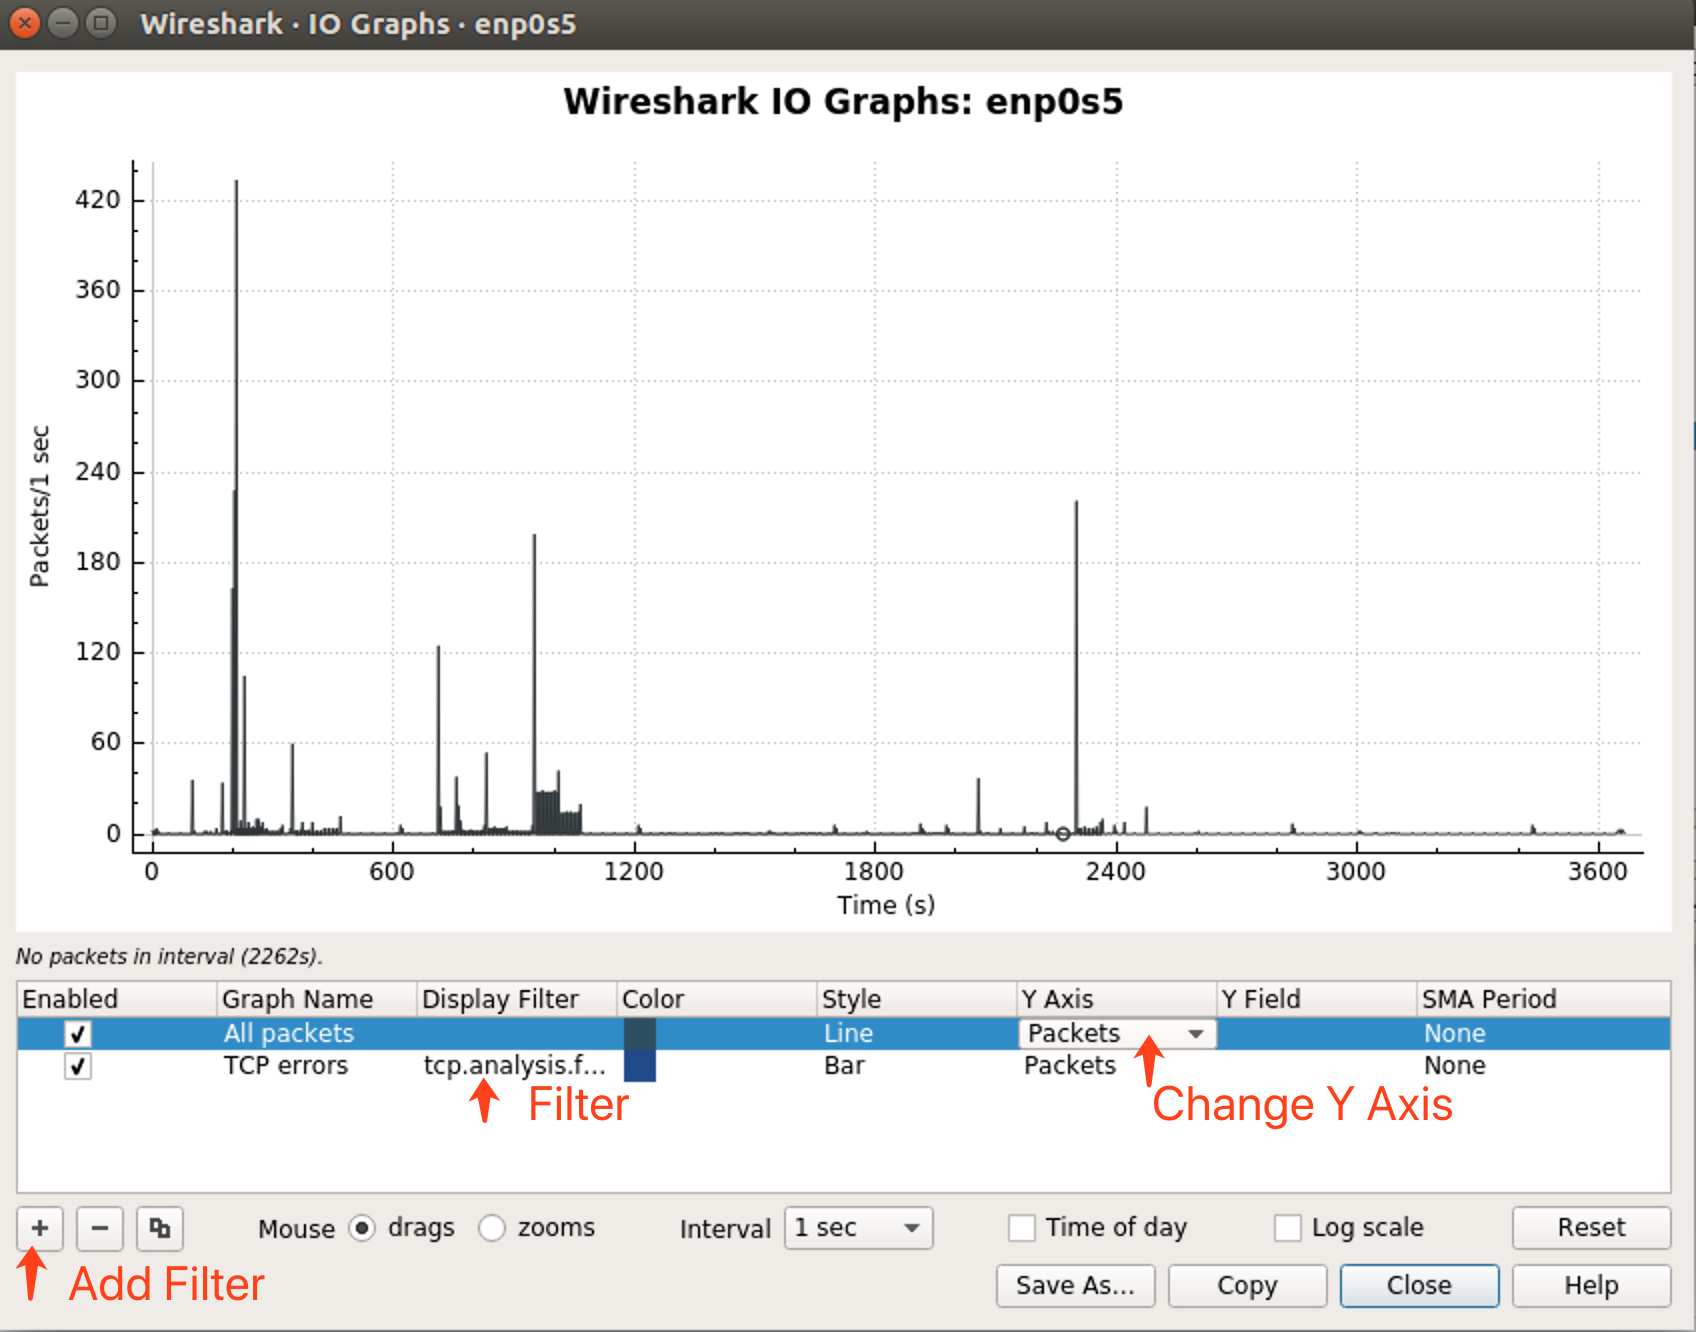 Wireshark · IO Graphs · enp0s5
Wireshark IO Graphs: enp0s5
420
360
300
240
180
120
60
0
Packets/1 sec
0 600 1200 1800 2400 3000 3600
Time (s)
No packets in interval (2262s).
Enabled Graph Name Display Filter Color Style Y Axis Y Field SMA Period
All packets Line Packets None
TCP errors tcp.analysis.f... Bar Packets None
Filter Change Y Axis
+ − Mouse drags zooms Interval 1 sec Time of day Log scale Reset
Add Filter
Save As... Copy Close Help